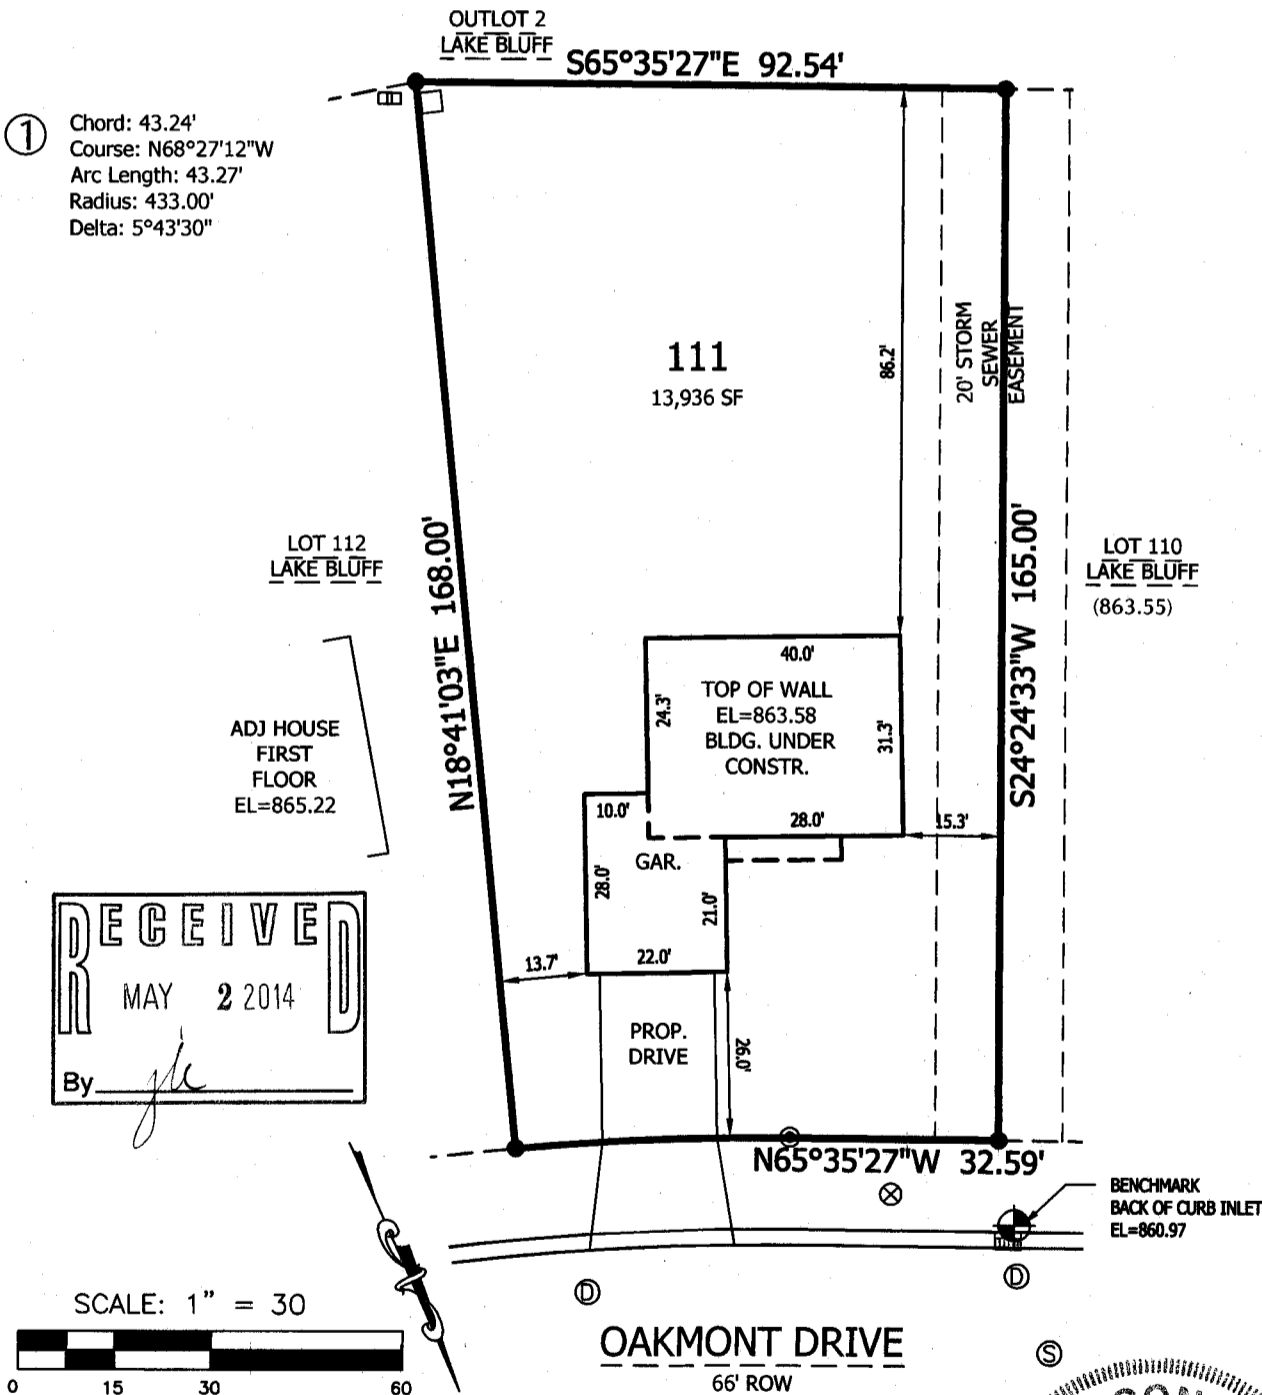 OUTLOT 2
LAKE BLUFF
S65°35'27"E 92.54'
1
Chord: 43.24'
Course: N68°27'12"W
Arc Length: 43.27'
Radius: 433.00'
Delta: 5°43'30"
111
13,936 SF
86.2'
20' STORM
SEWER
EASEMENT
LOT 112
LAKE BLUFF
N18°41'03"E 168.00'
S24°24'33"W 165.00'
LOT 110
LAKE BLUFF
(863.55)
ADJ HOUSE
FIRST
FLOOR
EL=865.22
40.0'
24.3'
TOP OF WALL
EL=863.58
BLDG. UNDER
CONSTR.
31.3'
10.0'
28.0'
15.3'
GAR.
28.0'
21.0'
22.0'
13.7'
RECEIVED
MAY 2 2014
By
PROP.
DRIVE
26.0'
N65°35'27"W 32.59'
BENCHMARK
BACK OF CURB INLET
EL=860.97
D
D
S
SCALE: 1" = 30
0 15 30 60
OAKMONT DRIVE
66' ROW